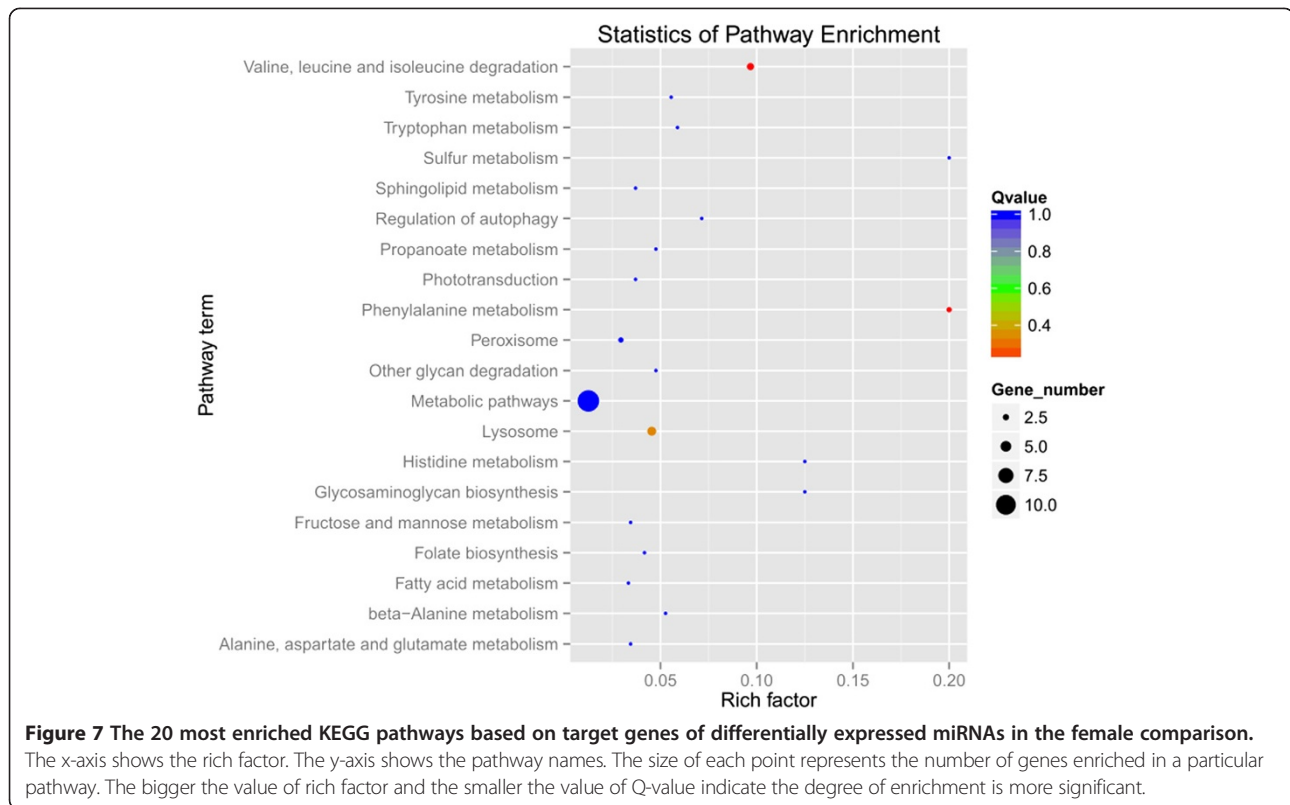 Statistics of Pathway Enrichment
Pathway term
Valine, leucine and isoleucine degradation
Tyrosine metabolism
Tryptophan metabolism
Sulfur metabolism
Sphingolipid metabolism
Regulation of autophagy
Propanoate metabolism
Phototransduction
Phenylalanine metabolism
Peroxisome
Other glycan degradation
Metabolic pathways
Lysosome
Histidine metabolism
Glycosaminoglycan biosynthesis
Fructose and mannose metabolism
Folate biosynthesis
Fatty acid metabolism
beta−Alanine metabolism
Alanine, aspartate and glutamate metabolism
0.05 0.10 0.15 0.20
Rich factor
Qvalue
1.0
0.8
0.6
0.4
Gene_number
2.5
5.0
7.5
10.0
Figure 7 The 20 most enriched KEGG pathways based on target genes of differentially expressed miRNAs in the female comparison.
The x-axis shows the rich factor. The y-axis shows the pathway names. The size of each point represents the number of genes enriched in a particular
pathway. The bigger the value of rich factor and the smaller the value of Q-value indicate the degree of enrichment is more significant.